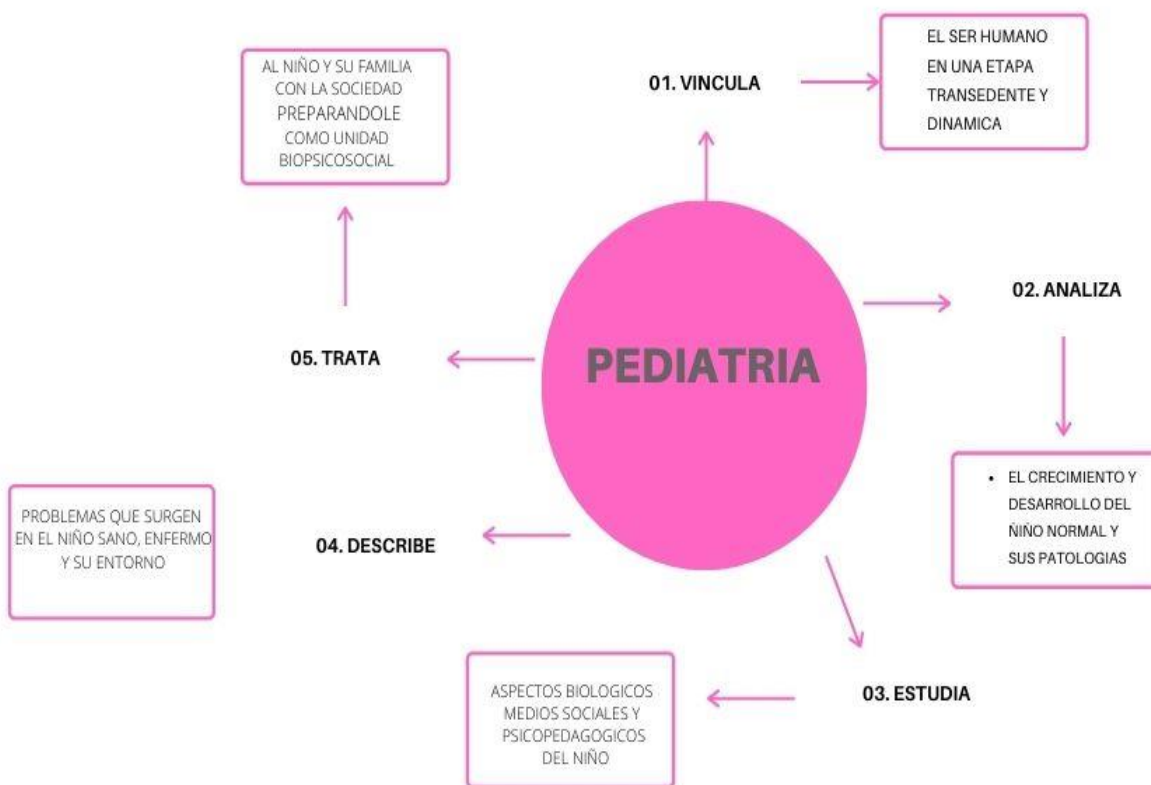 AL NIÑO Y SU FAMILIA
CON LA SOCIEDAD
PREPARANDOLE
COMO UNIDAD
BIOPSICOSOCIAL
01. VINCULA
EL SER HUMANO
EN UNA ETAPA
TRANSEDENTE Y
DINAMICA
PEDIATRIA
02. ANALIZA
• EL CRECIMIENTO Y
DESARROLLO DEL
NIÑO NORMAL Y
SUS PATOLOGIAS
05. TRATA
PROBLEMAS QUE SURGEN
EN EL NIÑO SANO, ENFERMO
Y SU ENTORNO
04. DESCRIBE
ASPECTOS BIOLOGICOS
MEDIOS SOCIALES Y
PSICOPEDAGOGICOS
DEL NIÑO
03. ESTUDIA